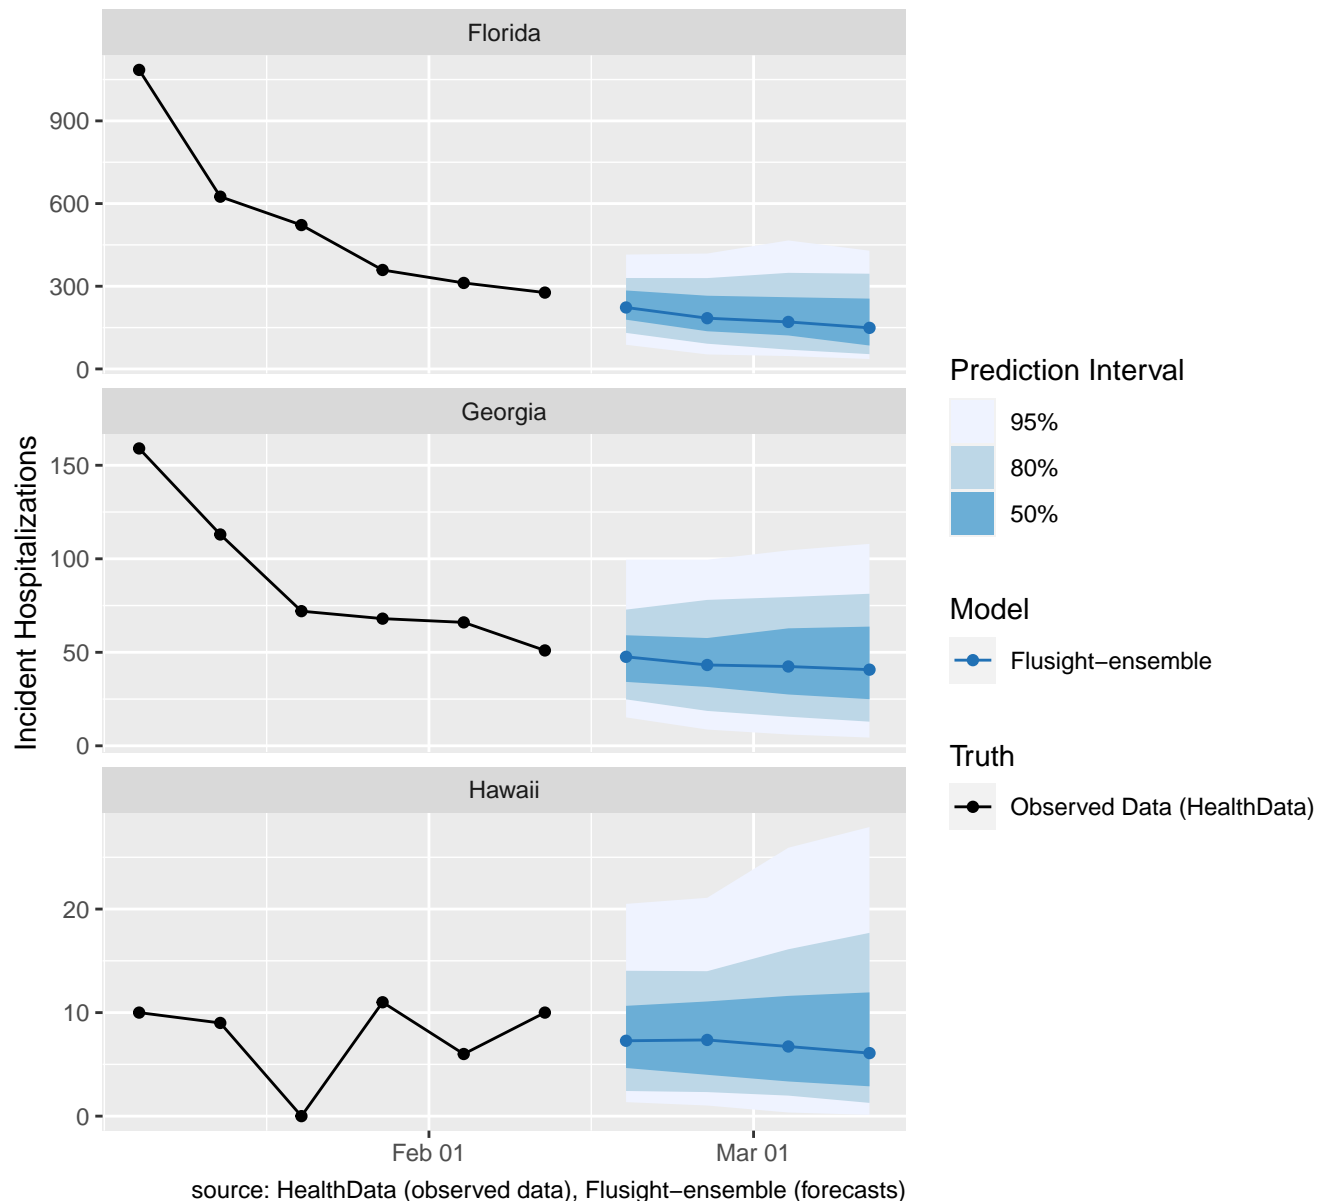 Florida
900
600
300
0
Georgia
150
100
50
0
Hawaii
20
10
0
Feb 01
Mar 01
Incident Hospitalizations
source: HealthData (observed data), Flusight−ensemble (forecasts)
Prediction Interval
95%
80%
50%
Model
Flusight−ensemble
Truth
Observed Data (HealthData)